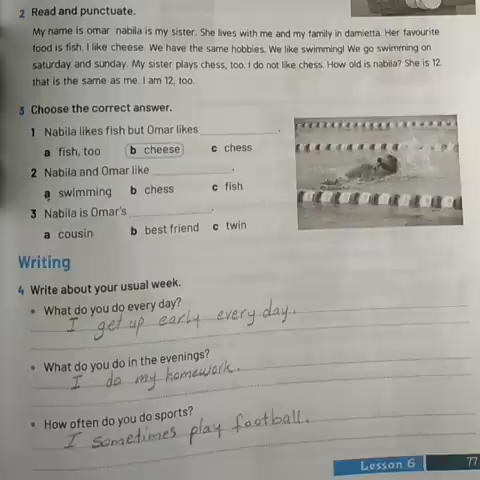 2 Read and punctuate.
My name is omar nabila is my sister. She lives with me and my family in damietta. Her favourite
food is fish. I like cheese. We have the same hobbies. We like swimming! We go swimming on
saturday and sunday. My sister plays chess, too. I do not like chess. How old is nabila? She is 12.
that is the same as me. I am 12, too.
3 Choose the correct answer.
1 Nabila likes fish but Omar likes ____________.
a fish, too b cheese c chess
2 Nabila and Omar like ____________.
a swimming b chess c fish
3 Nabila is Omar's ____________.
a cousin b best friend c twin
Writing
4 Write about your usual week.
• What do you do every day?
I get up early every day.
• What do you do in the evenings?
I do my homework.
• How often do you do sports?
I sometimes play football.
Lesson 6 77